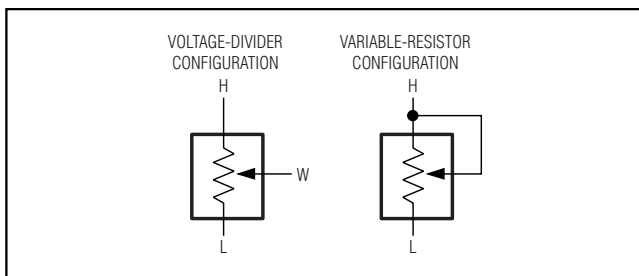 VOLTAGE-DIVIDER
CONFIGURATION
H
W
L
VARIABLE-RESISTOR
CONFIGURATION
H
L